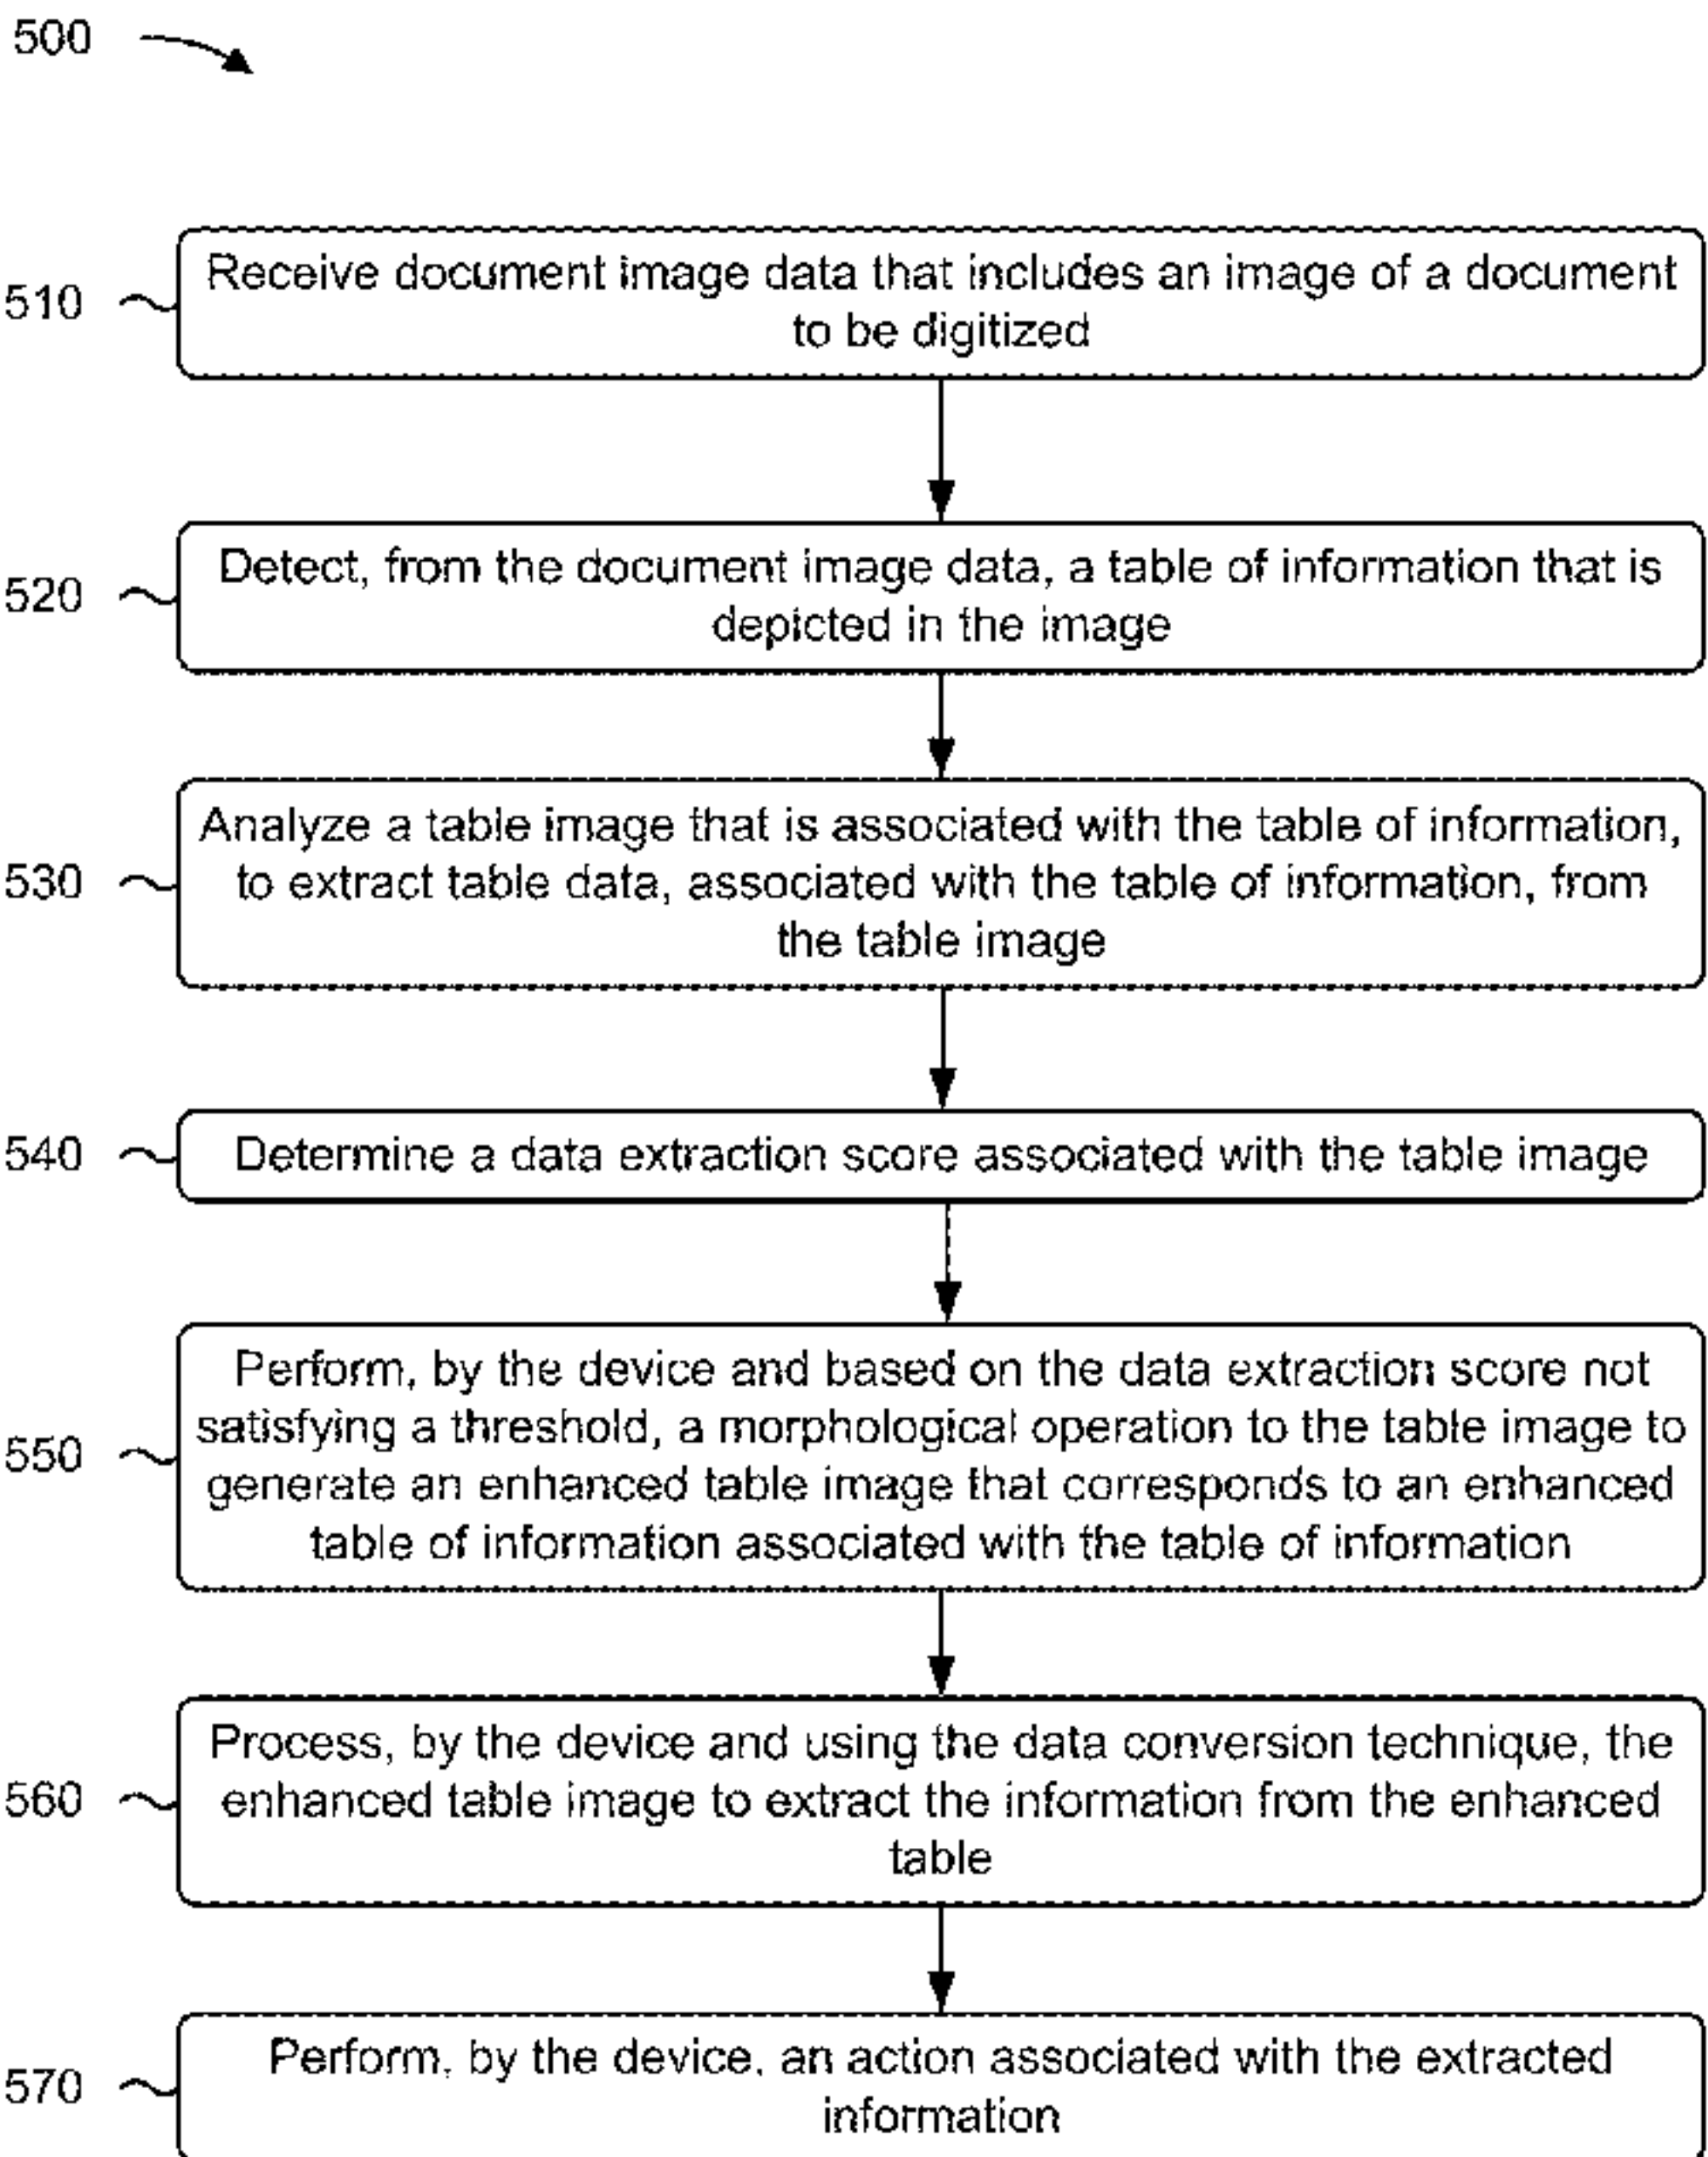 500
510
Receive document image data that includes an image of a document
to be digitized
520
Detect, from the document image data, a table of information that is
depicted in the image
530
Analyze a table image that is associated with the table of information,
to extract table data, associated with the table of information, from
the table image
540
Determine a data extraction score associated with the table image
550
Perform, by the device and based on the data extraction score not
satisfying a threshold, a morphological operation to the table image to
generate an enhanced table image that corresponds to an enhanced
table of information associated with the table of information
560
Process, by the device and using the data conversion technique, the
enhanced table image to extract the information from the enhanced
table
570
Perform, by the device, an action associated with the extracted
information